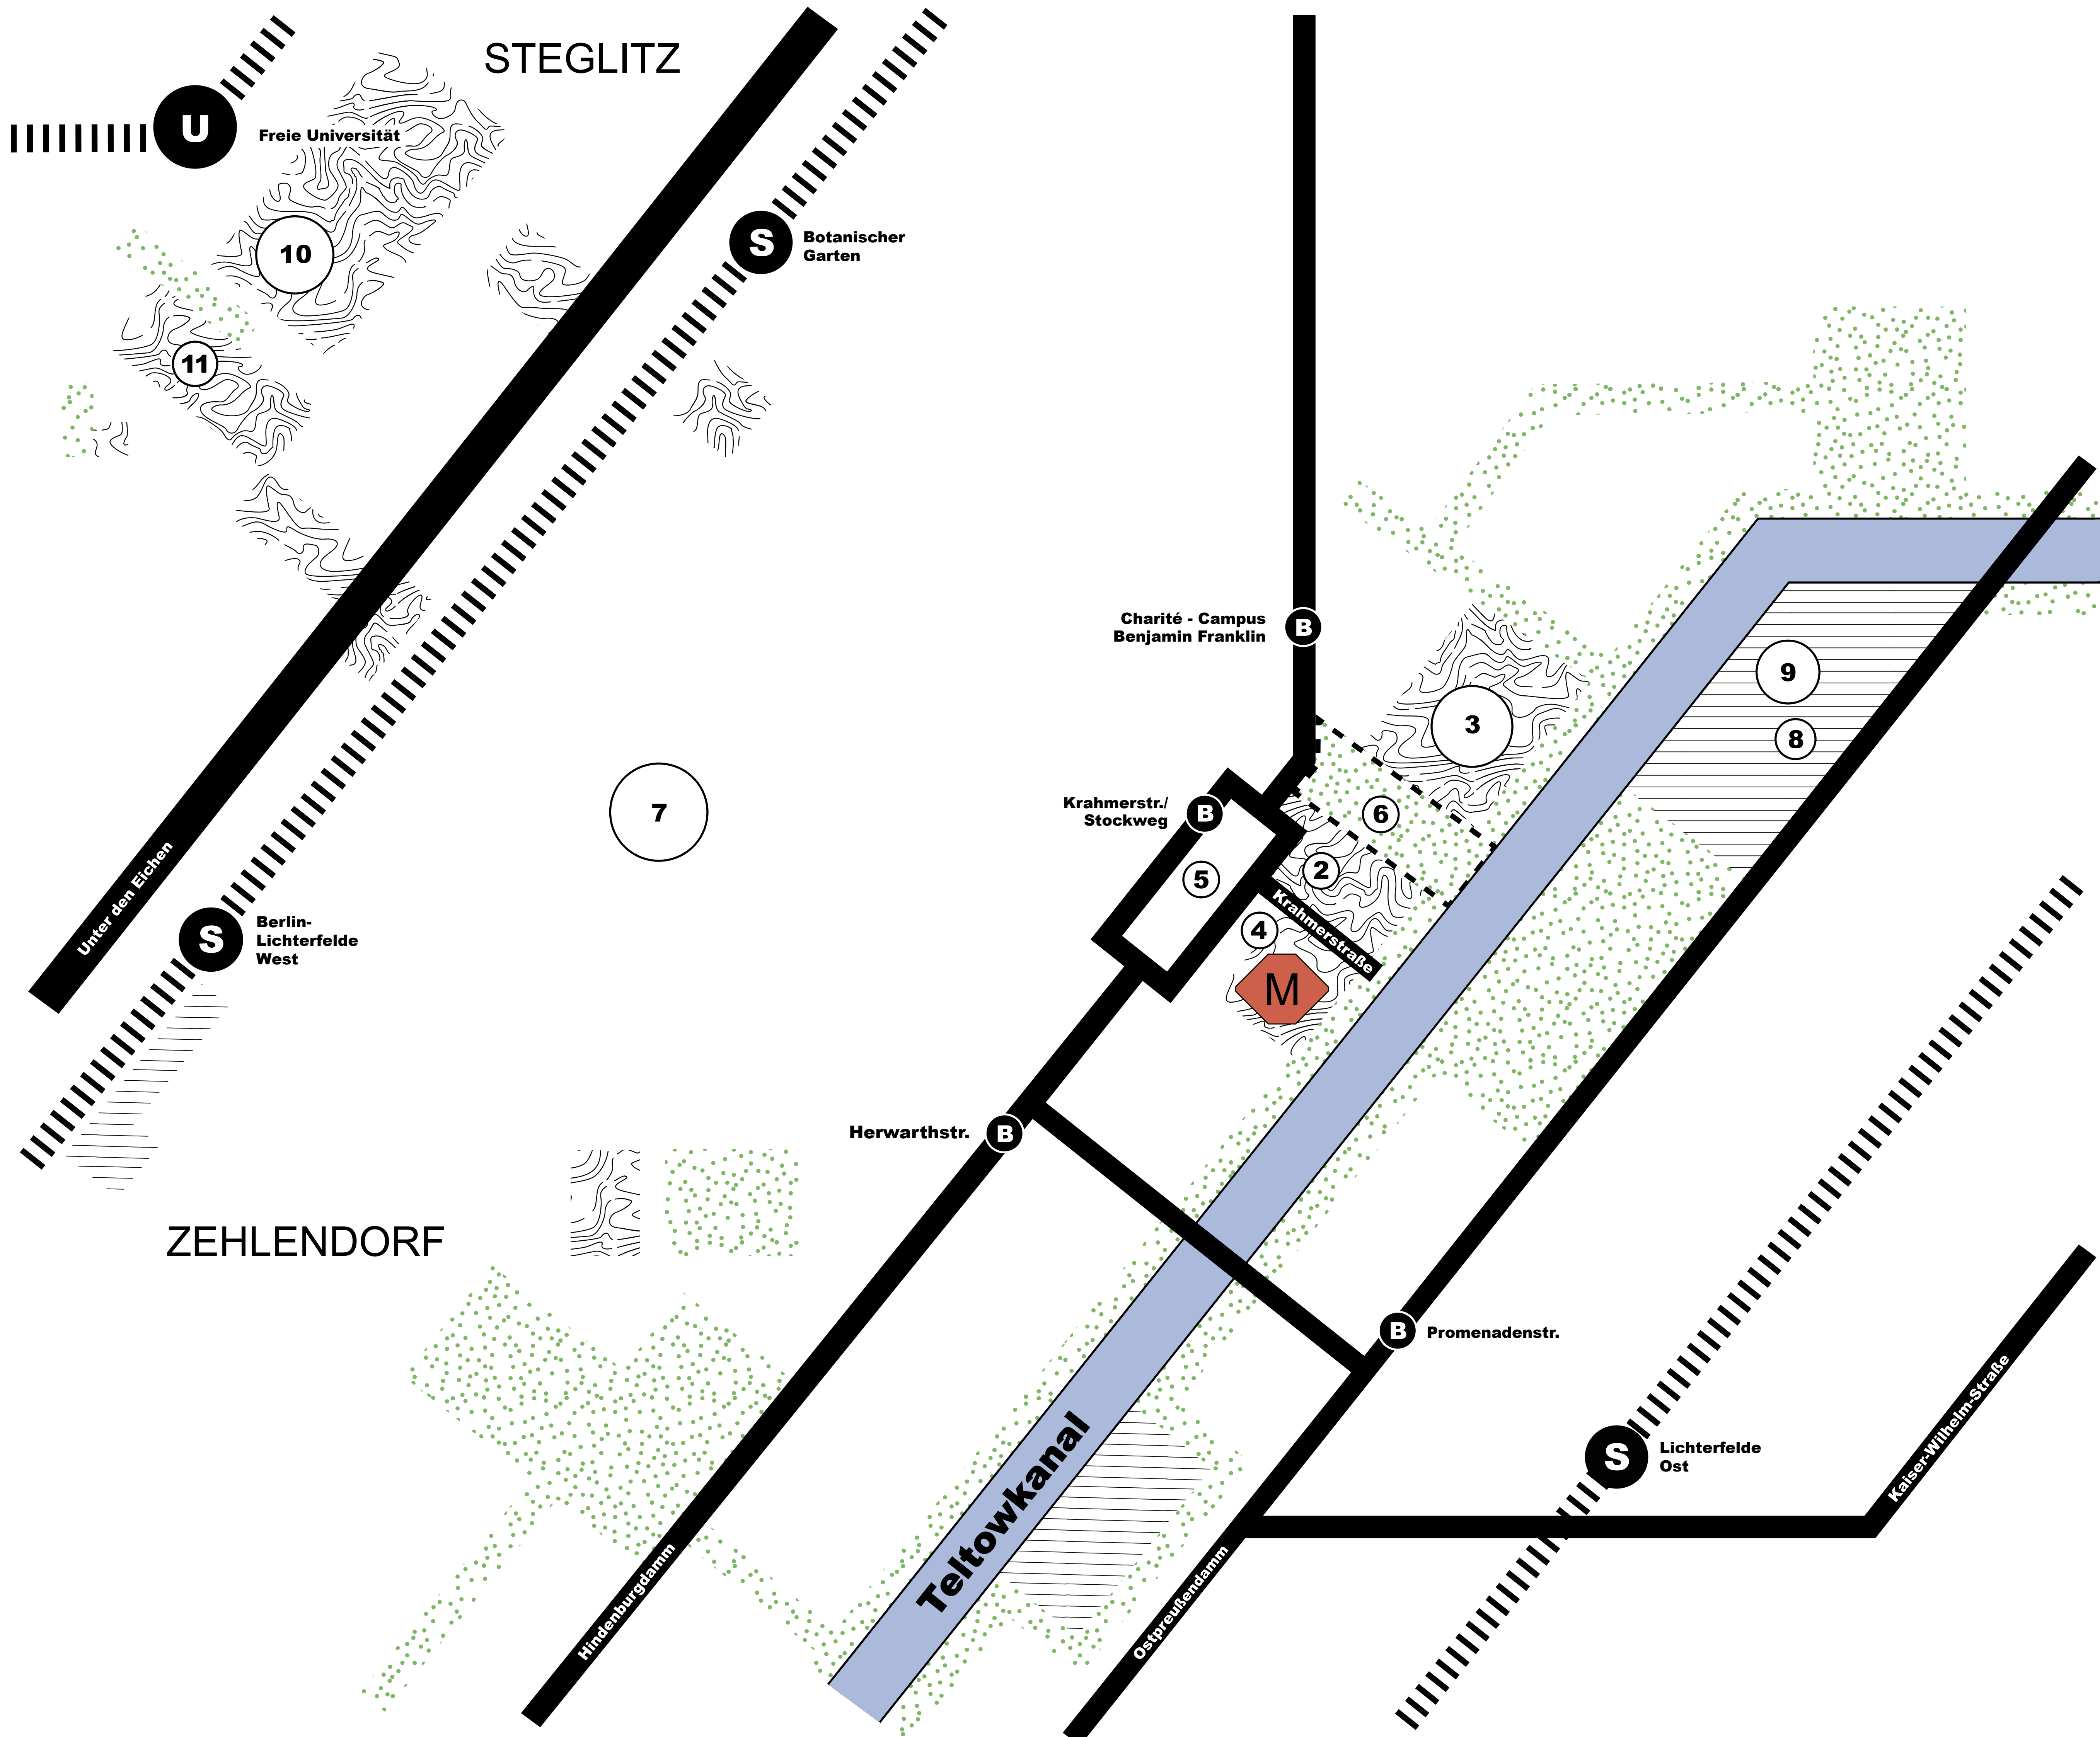 STEGLITZ
U
Freie Universität
S
Botanischer
Garten
10
11
Charité - Campus
Benjamin Franklin
B
9
3
8
7
Krahmerstr./
Stockweg
B
6
2
5
Krahmerstraße
4
M
Unter den Eichen
S
Berlin-
Lichterfelde
West
Herwarthstr.
B
ZEHLENDORF
B
Promenadenstr.
Teltowkanal
S
Lichterfelde
Ost
Kaiser-Wilhelm-Straße
Hindenburgdamm
Ostpreußendamm